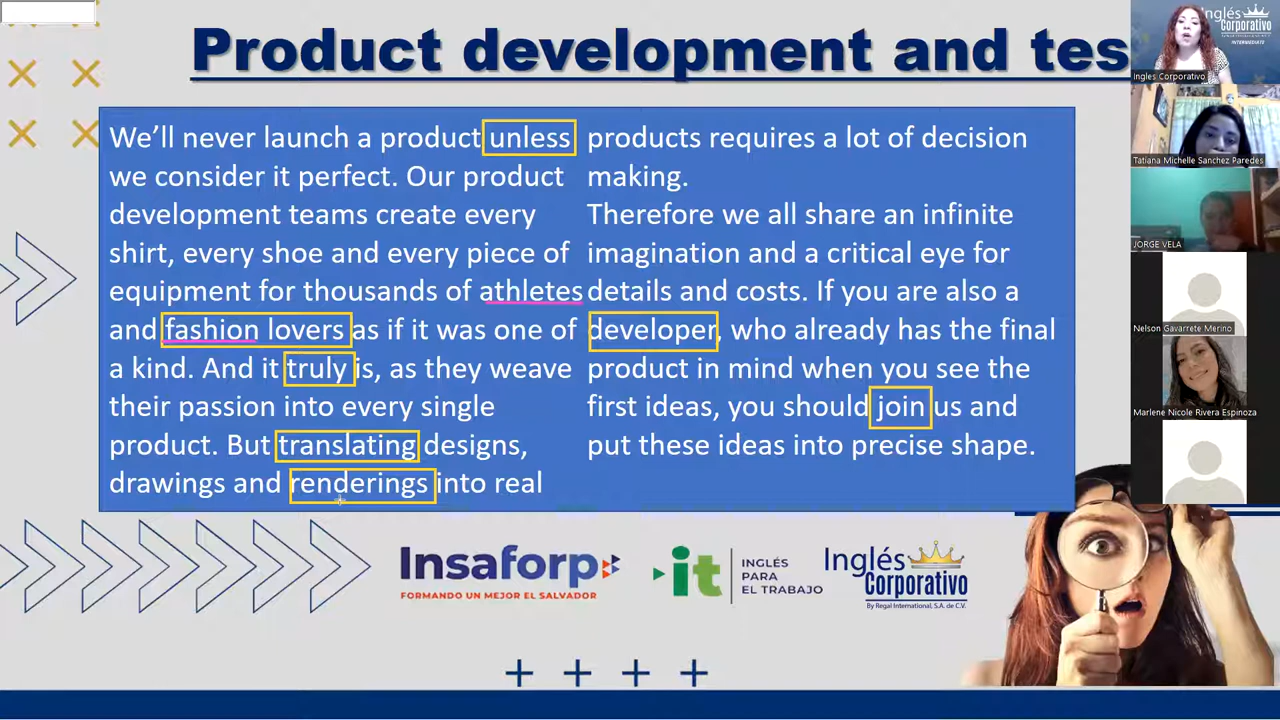 Product development and tes
We'll never launch a product unless
we consider it perfect. Our product
development teams create every
shirt, every shoe and every piece of
equipment for thousands of athletes
and fashion lovers as if it was one of
a kind. And it truly is, as they weave
their passion into every single
product. But translating designs,
drawings and renderings into real
products requires a lot of decision
making.
Therefore we all share an infinite
imagination and a critical eye for
details and costs. If you are also a
developer, who already has the final
product in mind when you see the
first ideas, you should join us and
put these ideas into precise shape.
Insaforp
FORMANDO UN MEJOR EL SALVADOR
it
INGLÉS
PARA
EL TRABAJO
Inglés
Corporativo
By Regal International, S.A. de C.V.
Inglés
Corporativo
INTERMEDIATE
Ingles Corporativo
Tatiana Michelle Sanchez Paredes
JORGE VELA
Nelson Gavarrete Merino
Marlene Nicole Rivera Espinoza